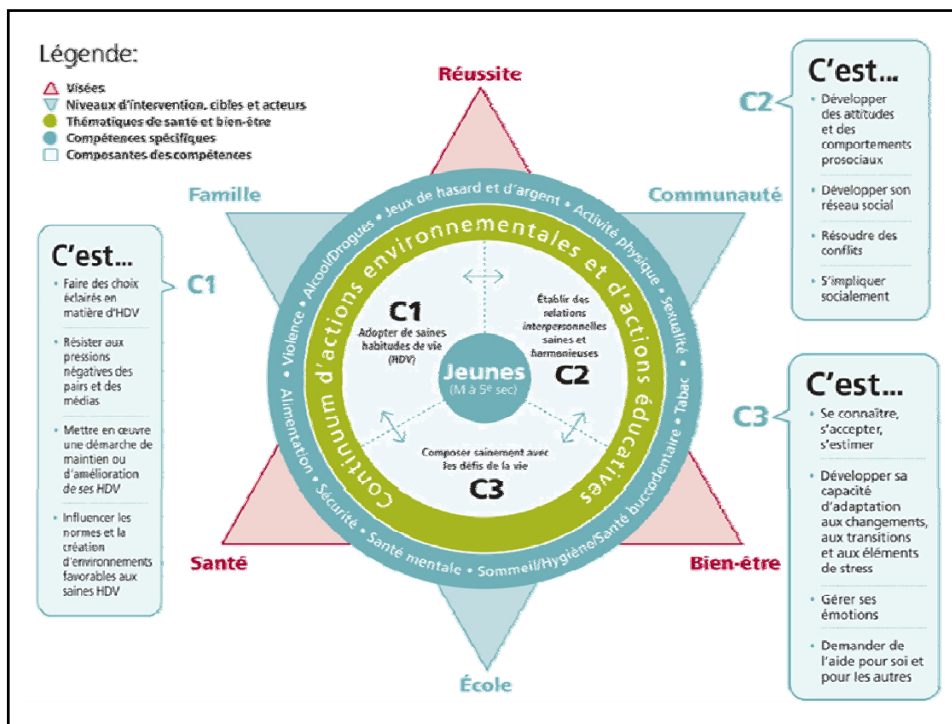 Légende:
Visées
Niveaux d'intervention, cibles et acteurs
Thématiques de santé et bien-être
Compétences spécifiques
Composantes des compétences
Réussite
Famille
Communauté
Santé
Bien-être
École
Alimentation • Violence • Alcool/Drogues • Jeux de hasard et d'argent • Activité physique • Sexualité • Tabac
Sécurité • Santé mentale • Sommeil/Hygiène/Santé buccodentaire
Continuum d'actions environnementales et d'actions éducatives
C1
Adopter de saines
habitudes de vie
(HDV)
Établir des
relations
interpersonnelles
saines et
harmonieuses
C2
Jeunes
(M à 5e sec)
Composer sainement avec
les défis de la vie
C3
C1
C'est...
• Faire des choix
éclairés en
matière d'HDV
• Résister aux
pressions
négatives des
pairs et des
médias
• Mettre en œuvre
une démarche de
maintien ou
d'amélioration
de ses HDV
• Influencer les
normes et la
création
d'environnements
favorables aux
saines HDV
C2
C'est...
• Développer
des attitudes
et des
comportements
prosociaux
• Développer son
réseau social
• Résoudre des
conflits
• S'impliquer
socialement
C3
C'est...
• Se connaître,
s'accepter,
s'estimer
• Développer sa
capacité
d'adaptation
aux changements,
aux transitions
et aux éléments
de stress
• Gérer ses
émotions
• Demander de
l'aide pour soi et
pour les autres